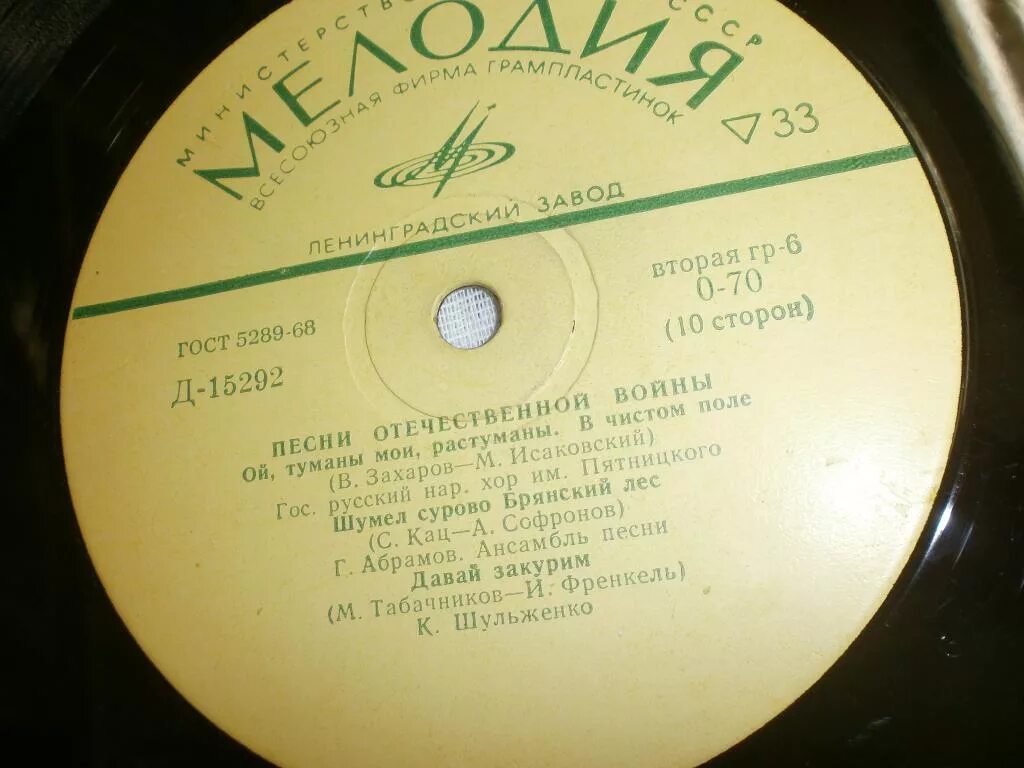 МИНИСТЕРСТВ СССР
МЕЛОДИЯ
ВСЕСОЮЗНАЯ ФИРМА ГРАМПЛАСТИНОК
33
ЛЕНИНГРАДСКИЙ ЗАВОД
ГОСТ 5289-68
Д-15292
вторая гр-6
0-70
(10 сторон)
ПЕСНИ ОТЕЧЕСТВЕННОЙ ВОЙНЫ
Ой, туманы мои, растуманы. В чистом поле
(В. Захаров—М. Исаковский)
Гос. русский нар. хор им. Пятницкого
Шумел сурово Брянский лес
(С. Кац—А. Софронов)
Г. Абрамов. Ансамбль песни
Давай закурим
(М. Табачников—И. Френкель)
К. Шульженко